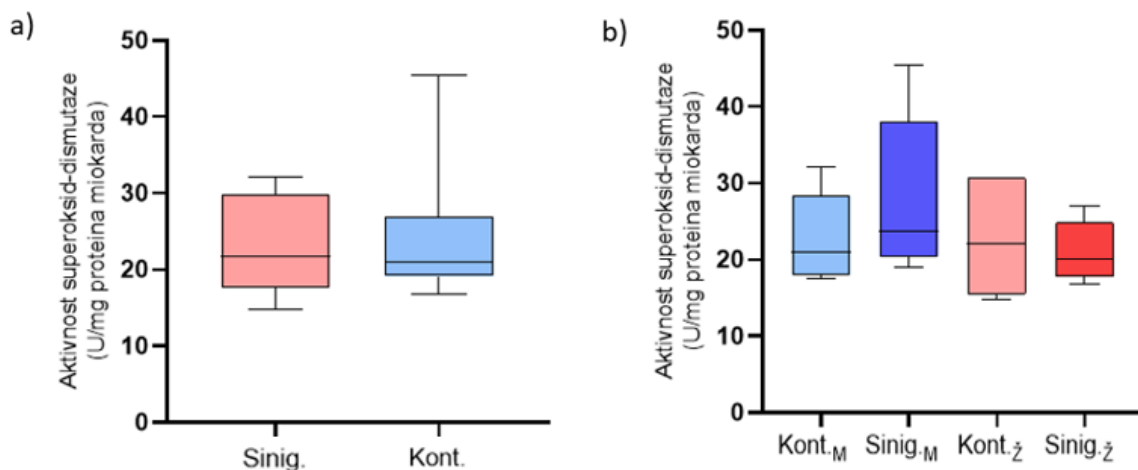 a)
Aktivnost superoksid-dismutaze
(U/mg proteina miokarda)
50
40
30
20
10
0
Sinig.
Kont.
b)
Aktivnost superoksid-dismutaze
(U/mg proteina miokarda)
50
40
30
20
10
0
Kont.M
Sinig.M
Kont.Ž
Sinig.Ž